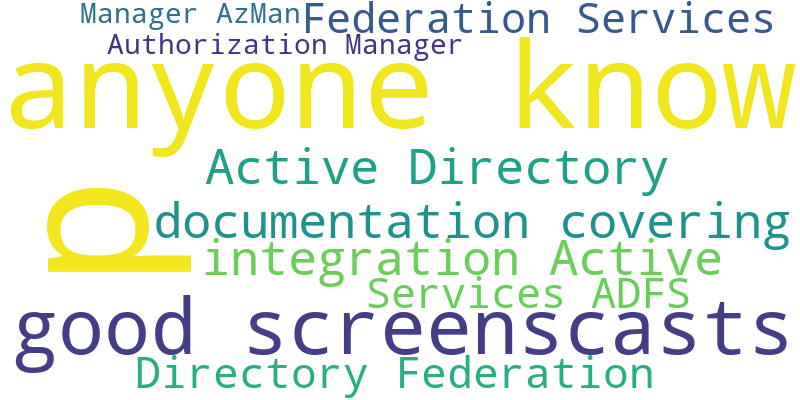 Manager AzMan
Federation Services
Authorization Manager
anyone know
Active Directory
p
documentation covering
integration Active
Services ADFS
good screenscasts
Directory Federation